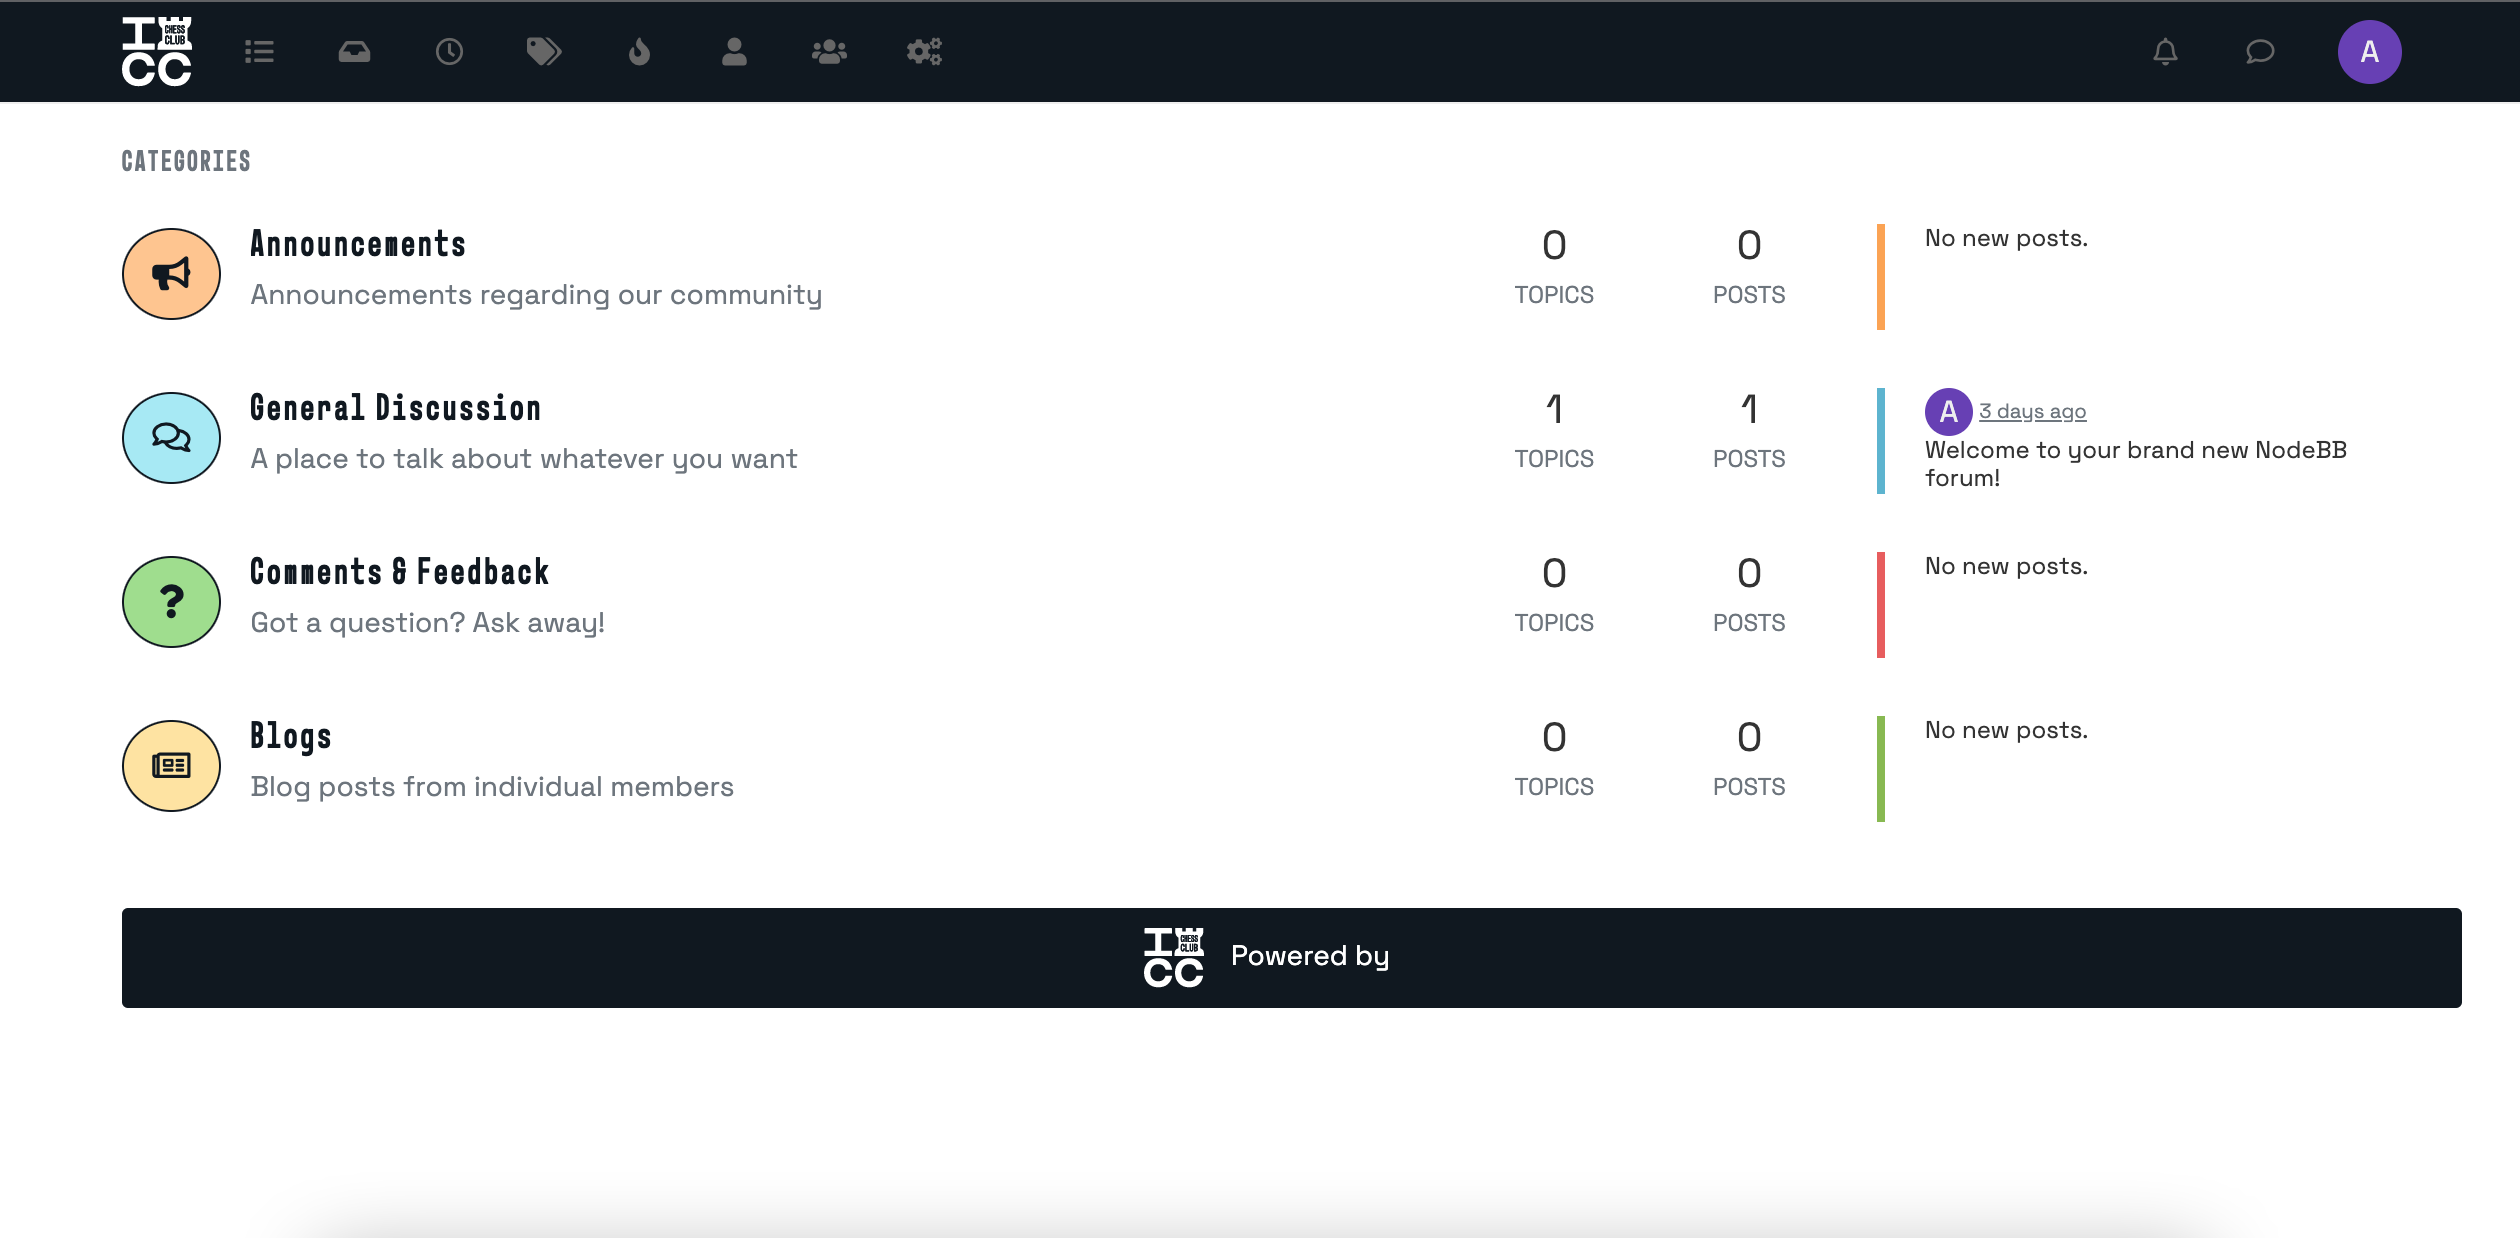 I CHESS CLUB
CC
A
CATEGORIES
Announcements
Announcements regarding our community
0
TOPICS
0
POSTS
No new posts.
General Discussion
A place to talk about whatever you want
1
TOPICS
1
POSTS
A 3 days ago
Welcome to your brand new NodeBB
forum!
Comments & Feedback
Got a question? Ask away!
0
TOPICS
0
POSTS
No new posts.
Blogs
Blog posts from individual members
0
TOPICS
0
POSTS
No new posts.
I CHESS CLUB
CC
Powered by